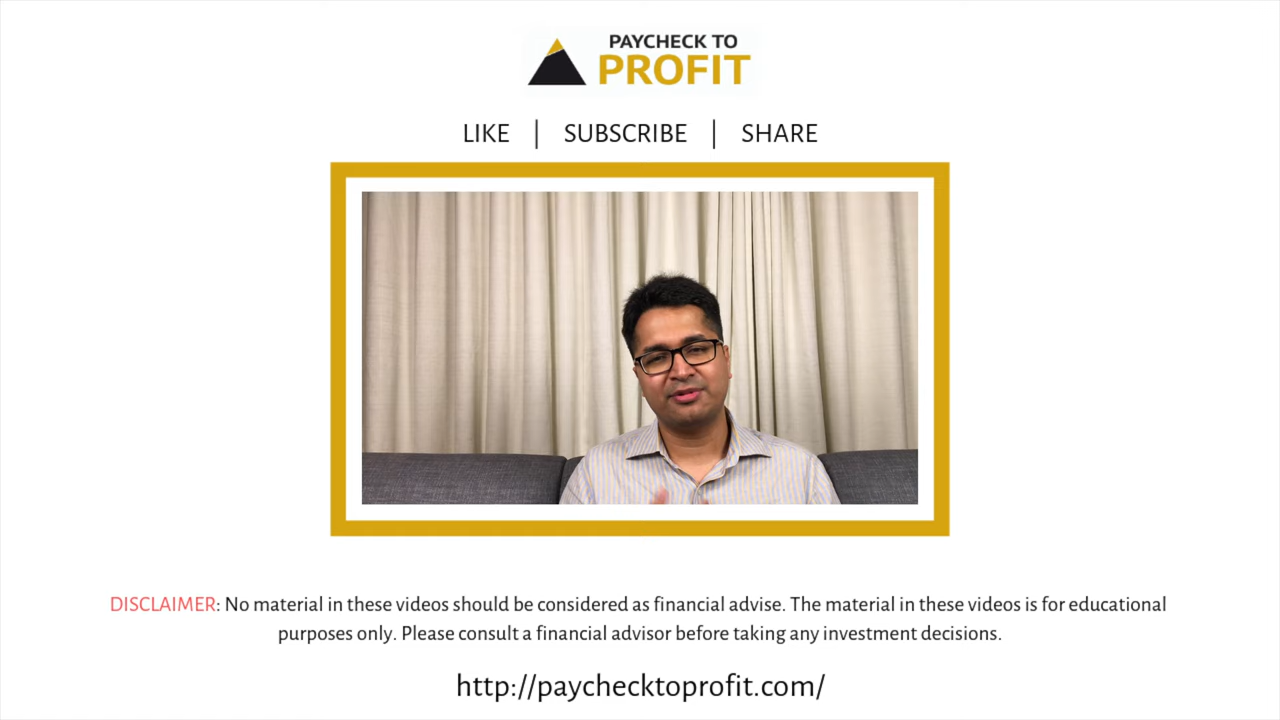 PAYCHECK TO
PROFIT
LIKE | SUBSCRIBE | SHARE
DISCLAIMER: No material in these videos should be considered as financial advise. The material in these videos is for educational
purposes only. Please consult a financial advisor before taking any investment decisions.
http://paychecktoprofit.com/